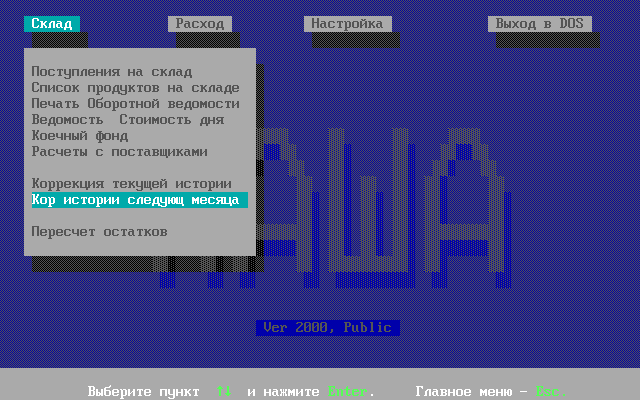 Склад Расход Настройка Выход в DOS
Поступления на склад
Список продуктов на складе
Печать Оборотной ведомости
Ведомость Стоимость дня
Коечный фонд
Расчеты с поставщиками
Коррекция текущей истории
Кор истории следующ месяца
Пересчет остатков
Ver 2000, Public
Выберите пункт ↑↓ и нажмите Enter. Главное меню - Esc.